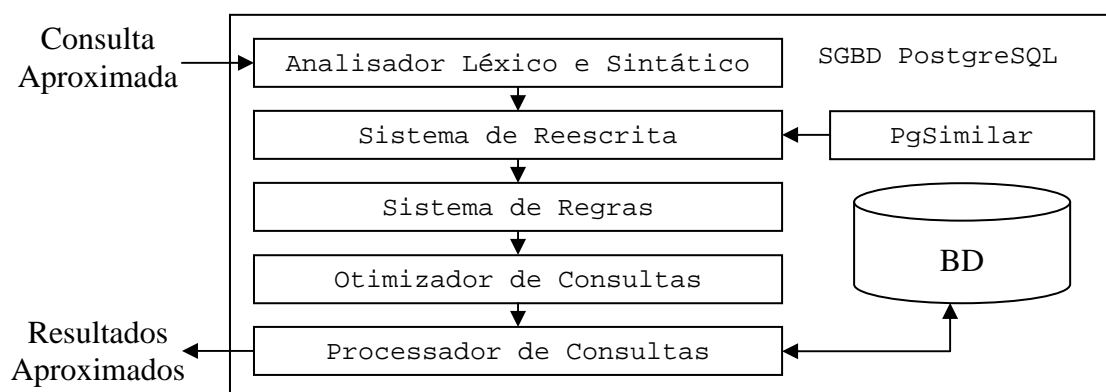 Consulta
Aproximada
Analisador Léxico e Sintático
SGBD PostgreSQL
Sistema de Reescrita
PgSimilar
Sistema de Regras
BD
Otimizador de Consultas
Resultados
Aproximados
Processador de Consultas